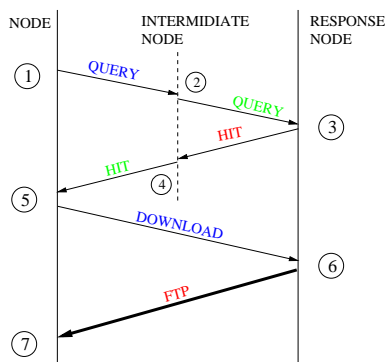 NODE
INTERMIDIATE
NODE
RESPONSE
NODE
1
QUERY
2
QUERY
3
HIT
HIT
4
5
DOWNLOAD
6
FTP
7